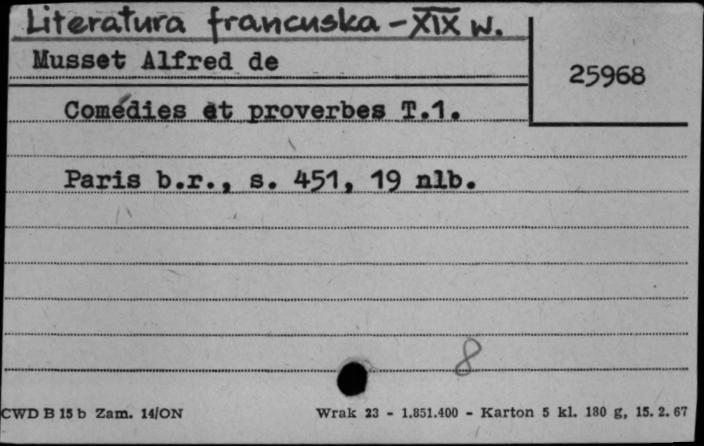 Literatura francuska - XIX w.
Musset Alfred de
25968
Comédies et proverbes T.1.
Paris b.r., s. 451, 19 nlb.
8
CWD B 15 b Zam. 14/ON
Wrak 23 - 1.851.400 - Karton 5 kl. 180 g, 15. 2. 67